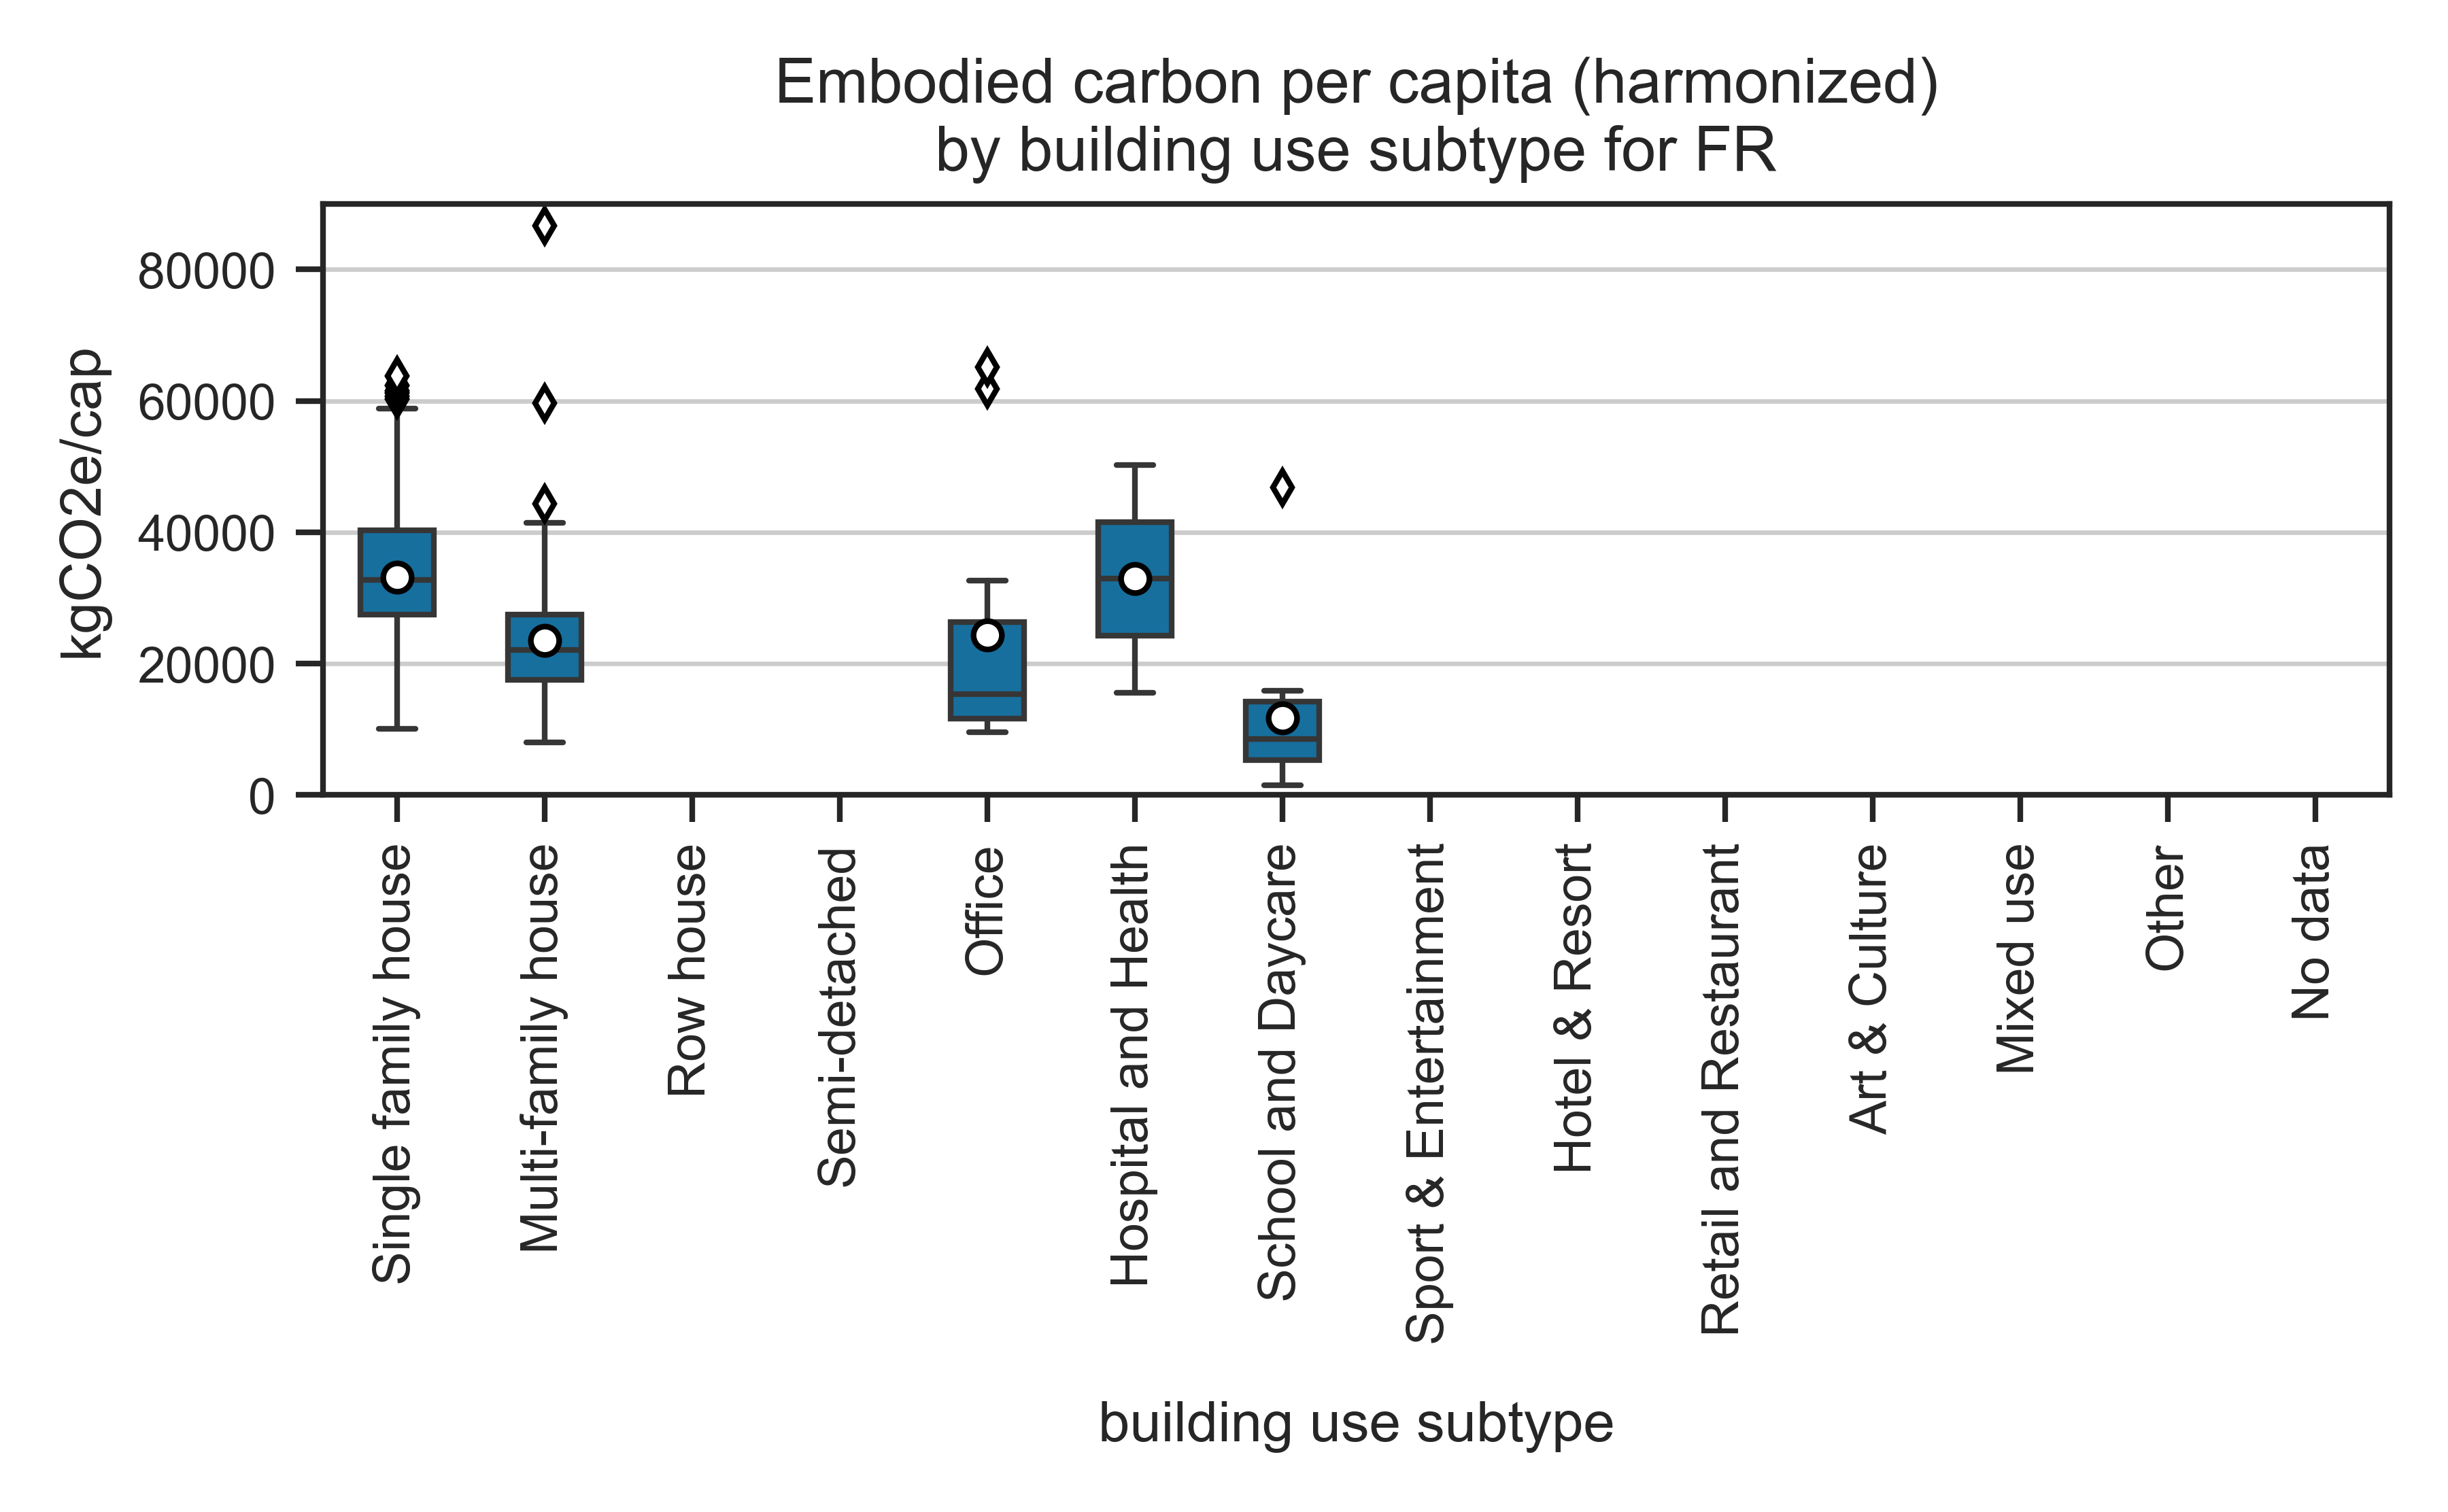 Embodied carbon per capita (harmonized)
by building use subtype for FR
kgCO2e/cap
80000
60000
40000
20000
0
Single family house
Multi-family house
Row house
Semi-detached
Office
Hospital and Health
School and Daycare
Sport & Entertainment
Hotel & Resort
Retail and Restaurant
Art & Culture
Mixed use
Other
No data
building use subtype